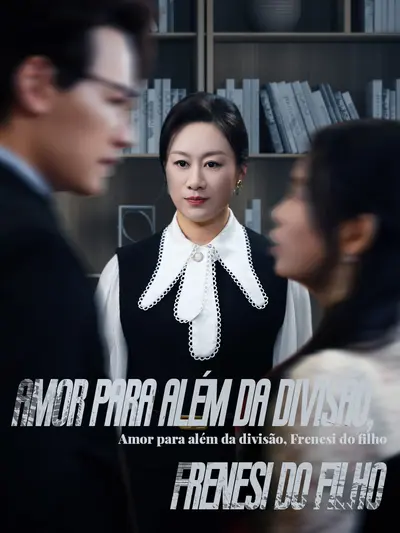 AMOR PARA ALÉM DA DIVISÃO,
Amor para além da divisão, Frenesi do filho
FRENESI DO FILHO